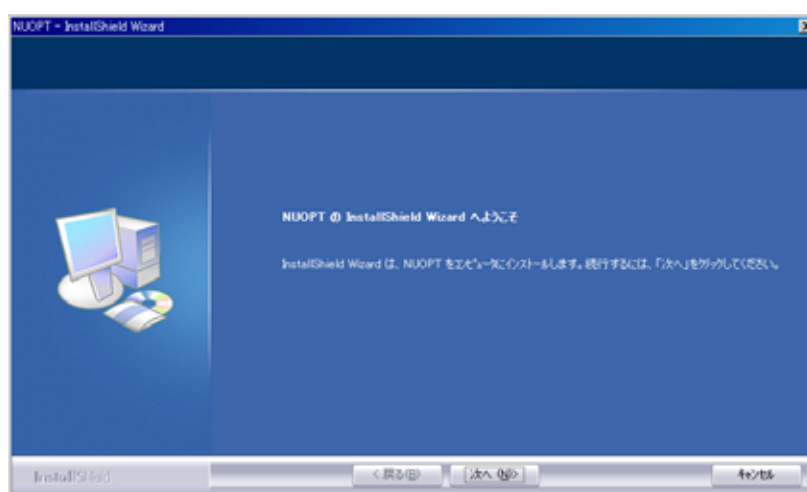 NUOPT - InstallShield Wizard
NUOPT の InstallShield Wizard へようこそ
InstallShield Wizard は、NUOPT をコンピュータにインストールします。続行するには、「次へ」をクリックしてください。
InstallShield
< 戻る(B)
次へ (N)>
キャンセル